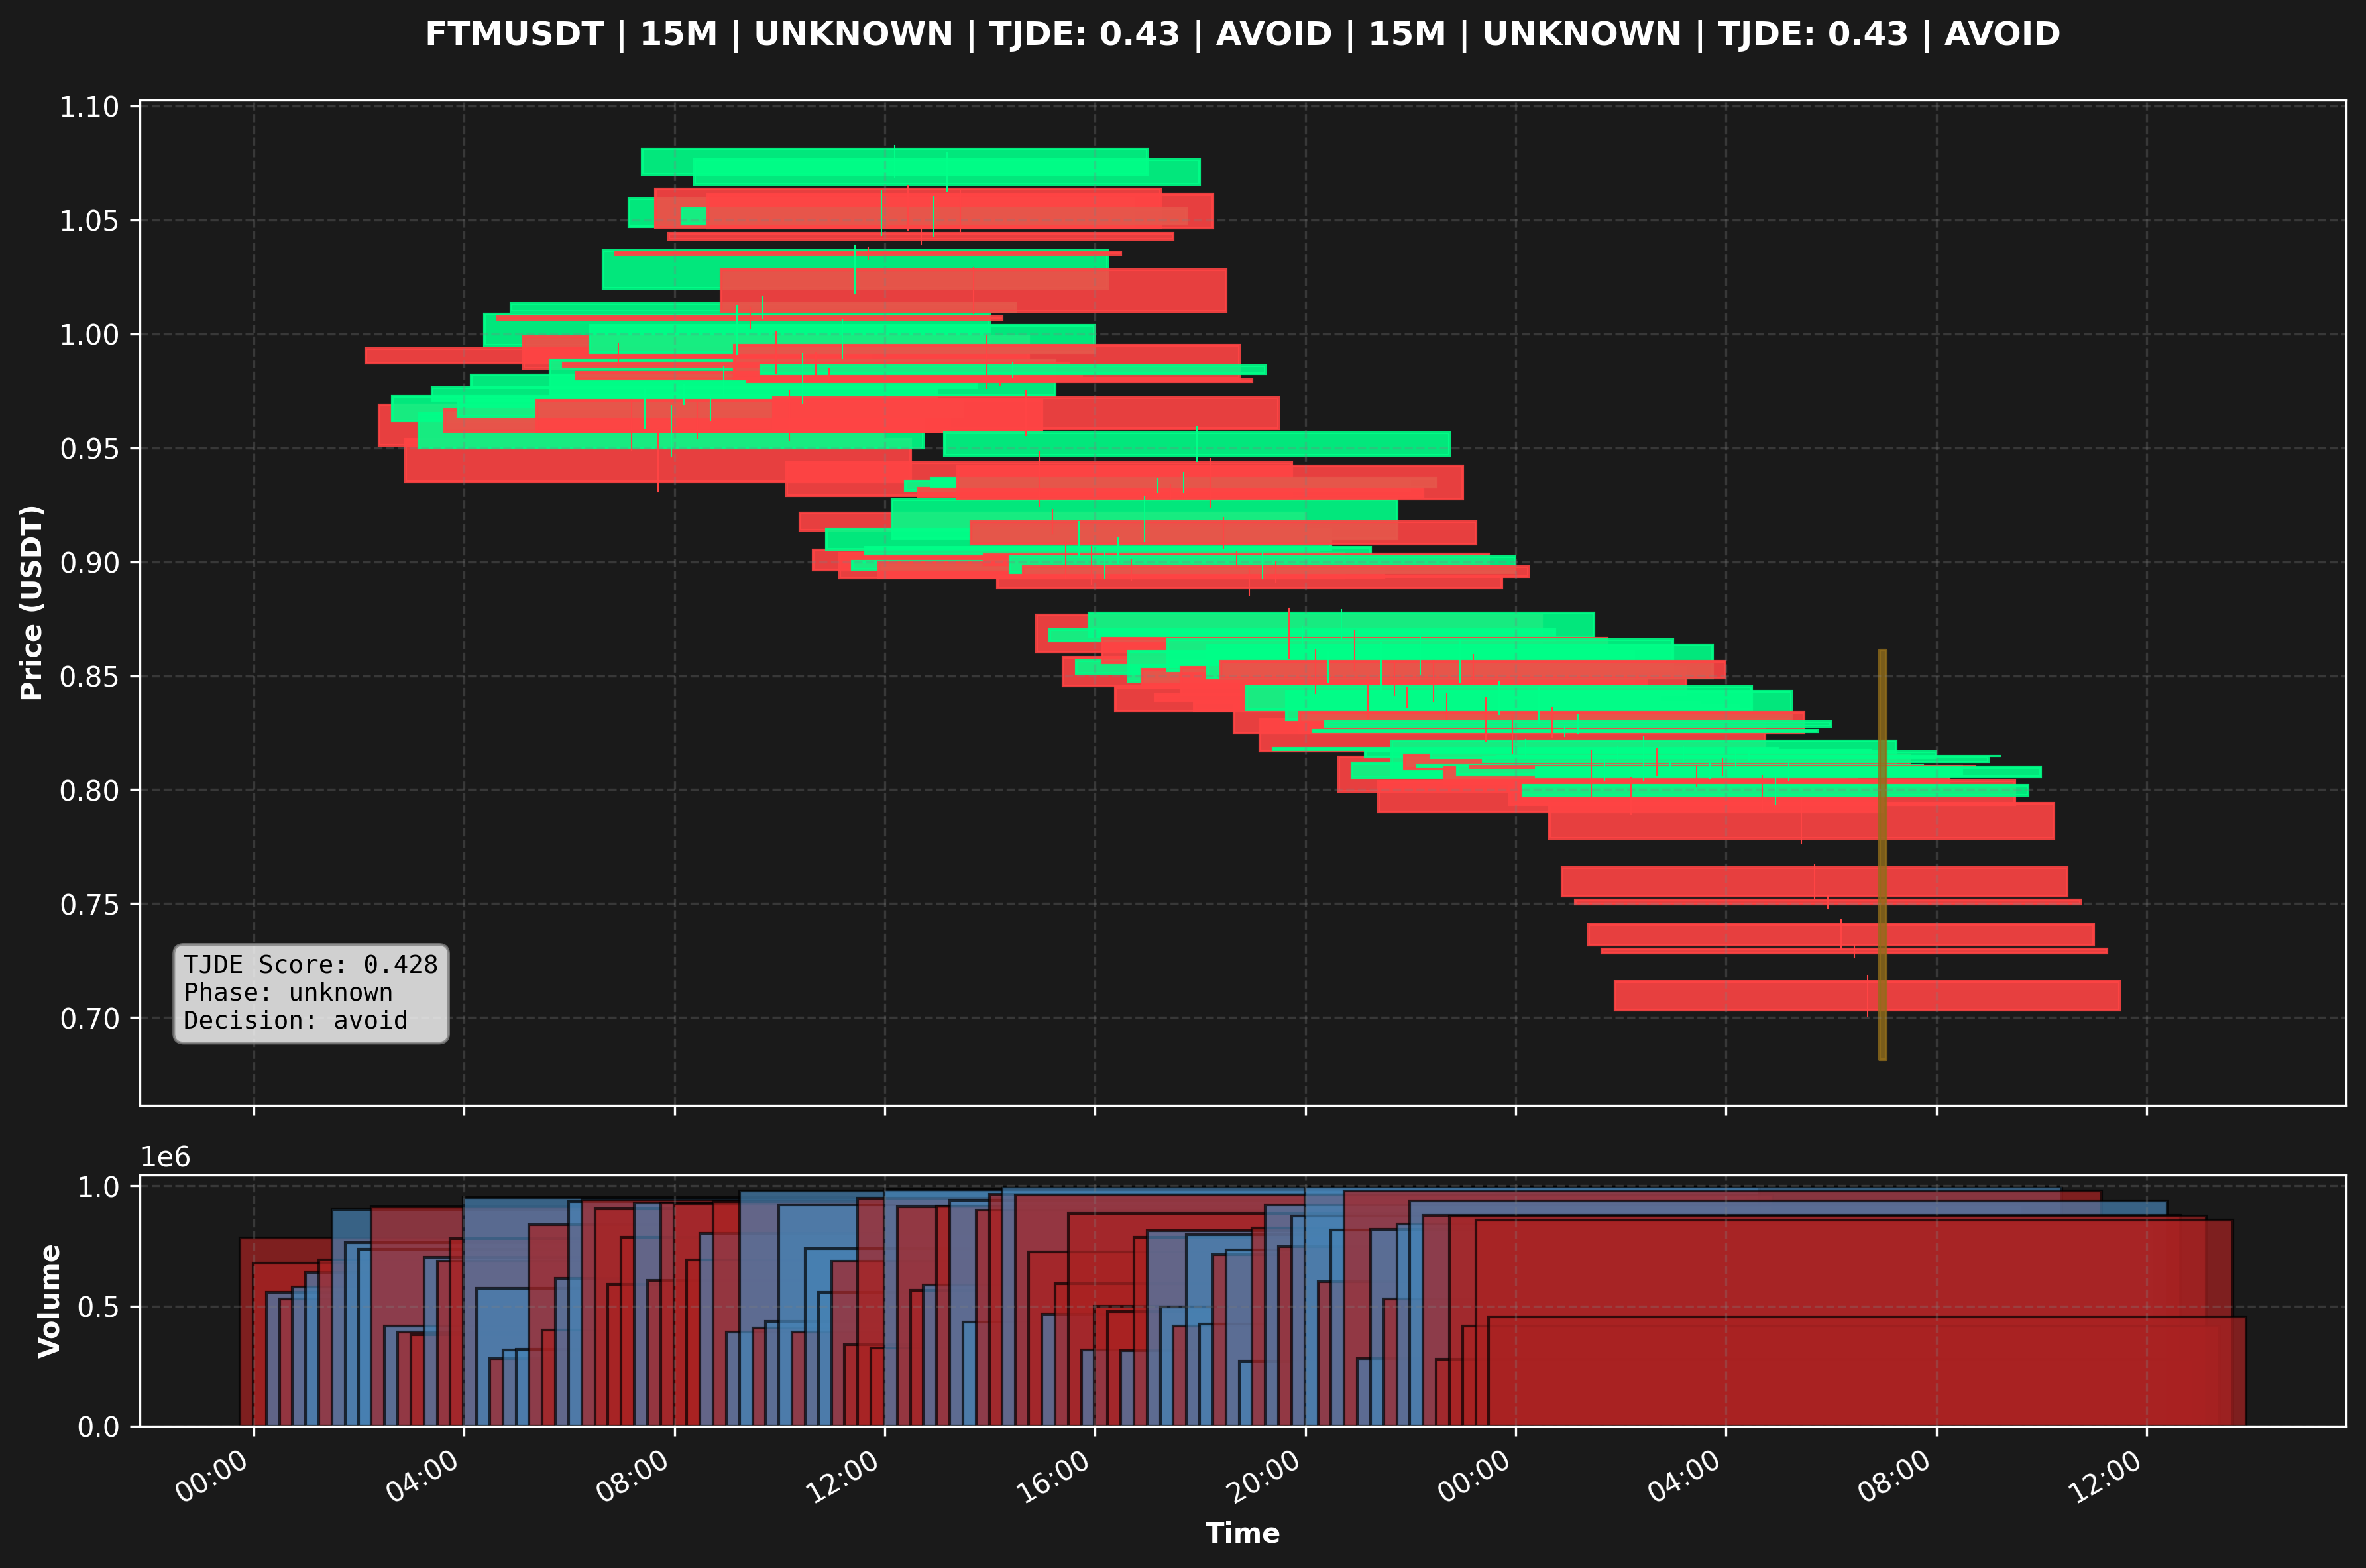 FTMUSDT | 15M | UNKNOWN | TJDE: 0.43 | AVOID | 15M | UNKNOWN | TJDE: 0.43 | AVOID
1.10
1.05
1.00
0.95
0.90
0.85
0.80
0.75
0.70
Price (USDT)
TJDE Score: 0.428
Phase: unknown
Decision: avoid
1e6
1.0
0.5
0.0
Volume
00:00
04:00
08:00
12:00
16:00
20:00
00:00
04:00
08:00
12:00
Time